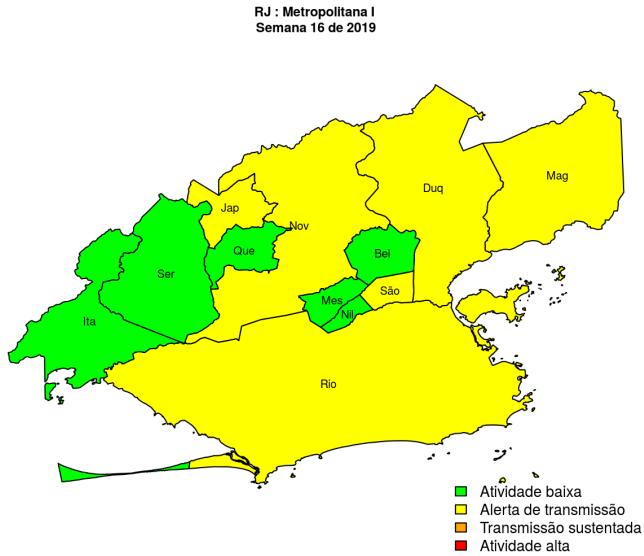 RJ : Metropolitana I
Semana 16 de 2019
Mag
Duq
Jap
Nov
Que
Bel
Ser
São
Mes
Nil
Ita
Rio
Atividade baixa
Alerta de transmissão
Transmissão sustentada
Atividade alta